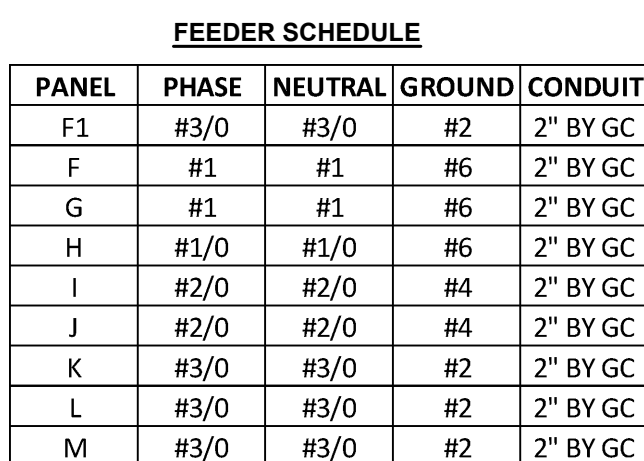 FEEDER SCHEDULE
PANEL PHASE NEUTRAL GROUND CONDUIT
F1 #3/0 #3/0 #2 2" BY GC
F #1 #1 #6 2" BY GC
G #1 #1 #6 2" BY GC
H #1/0 #1/0 #6 2" BY GC
I #2/0 #2/0 #4 2" BY GC
J #2/0 #2/0 #4 2" BY GC
K #3/0 #3/0 #2 2" BY GC
L #3/0 #3/0 #2 2" BY GC
M #3/0 #3/0 #2 2" BY GC